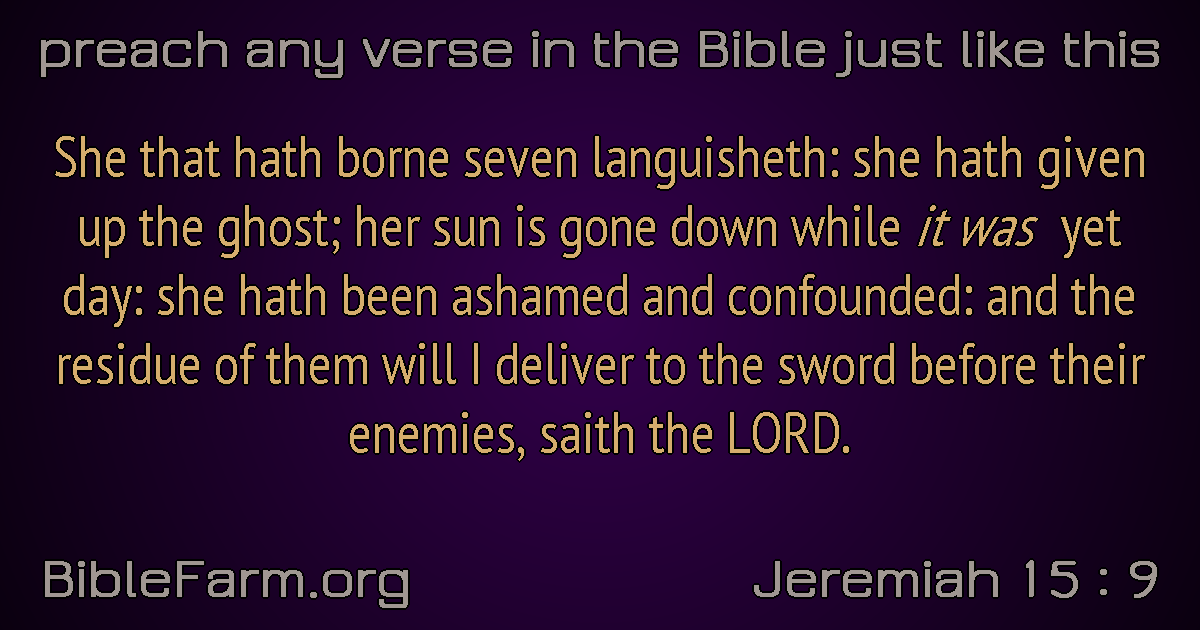 preach any verse in the Bible just like this
She that hath borne seven languisheth: she hath given
up the ghost; her sun is gone down while it was yet
day: she hath been ashamed and confounded: and the
residue of them will I deliver to the sword before their
enemies, saith the LORD.
BibleFarm.org
Jeremiah 15 : 9